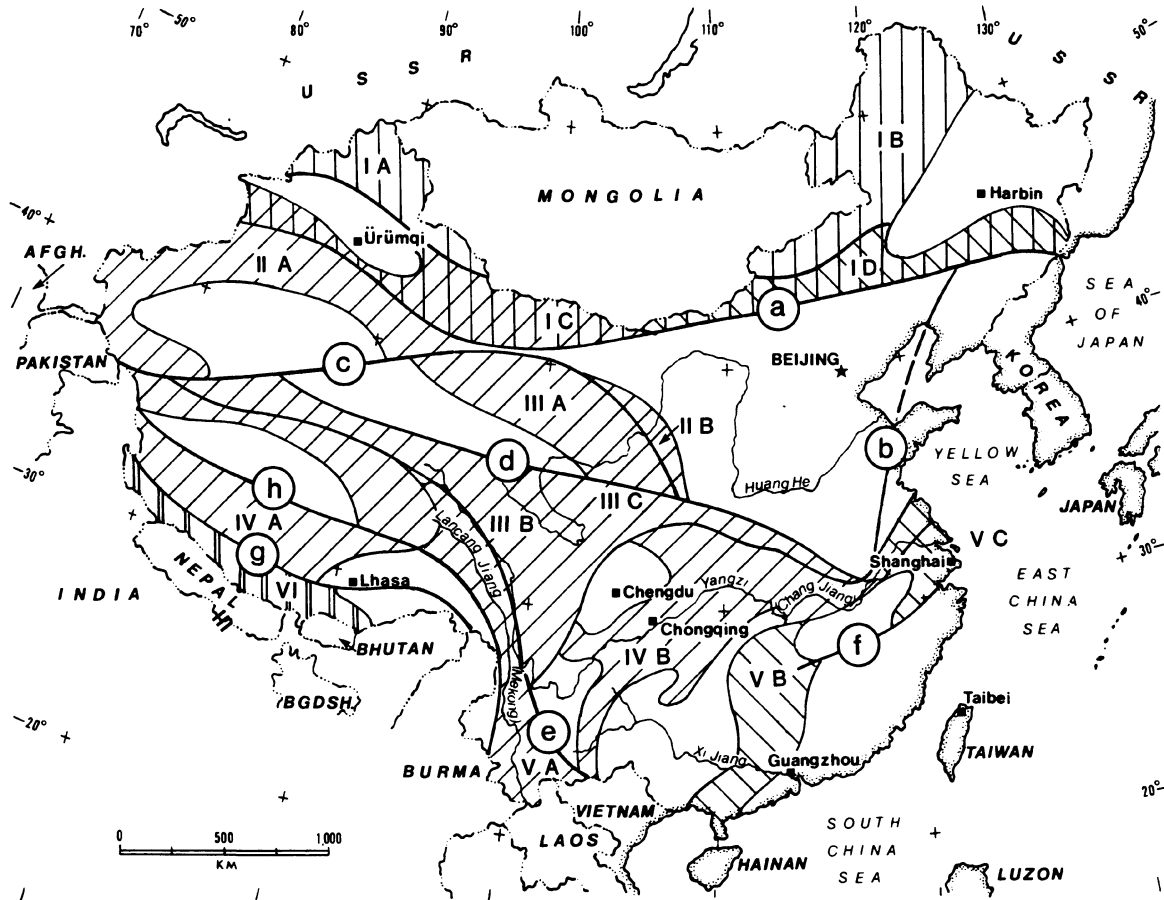 70°
50°
80°
90°
100°
110°
120°
130°
50°
U S S R
U S S R
I A
I B
MONGOLIA
Harbin
40°
Ürümqi
AFGH.
II A
I D
SEA
OF
JAPAN
40°
I C
a
PAKISTAN
c
BEIJING
KOREA
III A
II B
b
YELLOW
SEA
30°
d
Huang He
h
JAPAN
IV A
III B
III C
Lancang Jiang
V C
g
Shanghai
30°
NEPAL
Lhasa
INDIA
VI
Chengdu
Yangzi
(Chang Jiang)
EAST
CHINA
SEA
Chongqing
BHUTAN
IV B
f
V B
BGDSH.
(Mekong)
Taibei
20°
e
Xi Jiang
TAIWAN
BURMA
V A
Guangzhou
20°
VIETNAM
0 500 1,000
KM
LAOS
SOUTH
CHINA
SEA
HAINAN
LUZON